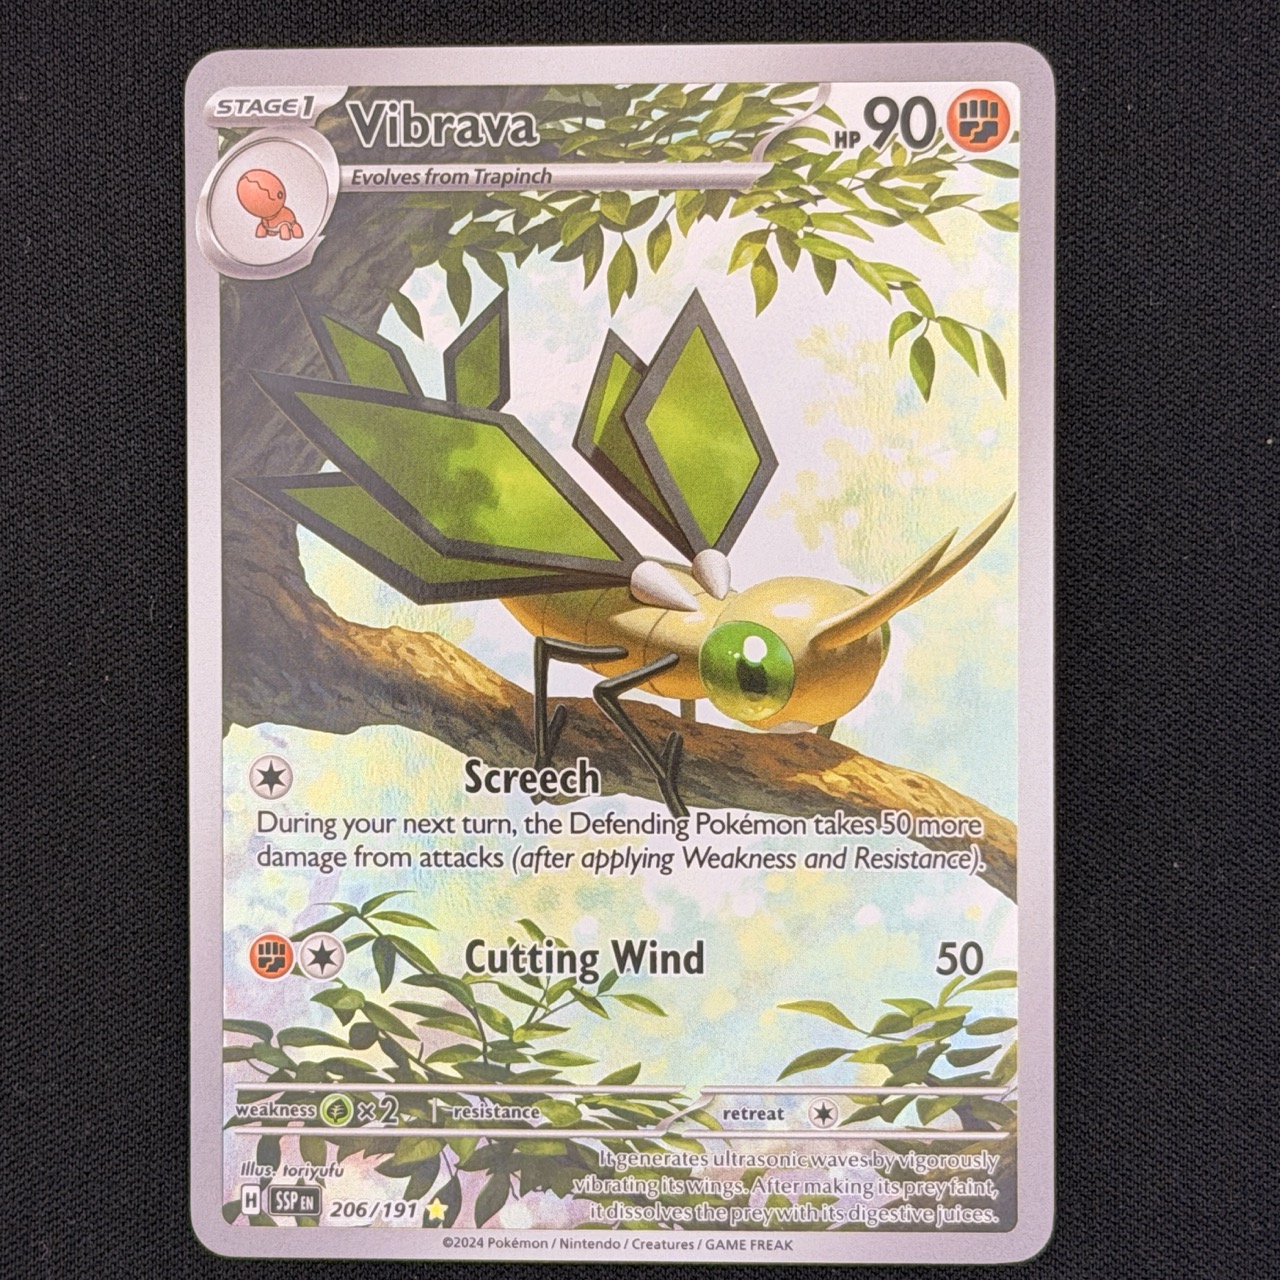 STAGE 1
Vibrava
HP 90
Evolves from Trapinch
Screech
During your next turn, the Defending Pokémon takes 50 more
damage from attacks (after applying Weakness and Resistance).
Cutting Wind 50
weakness ×2 resistance retreat
Illus. toriyufu
H SSP EN 206/191
It generates ultrasonic waves by vigorously
vibrating its wings. After making its prey faint,
it dissolves the prey with its digestive juices.
©2024 Pokémon / Nintendo / Creatures / GAME FREAK